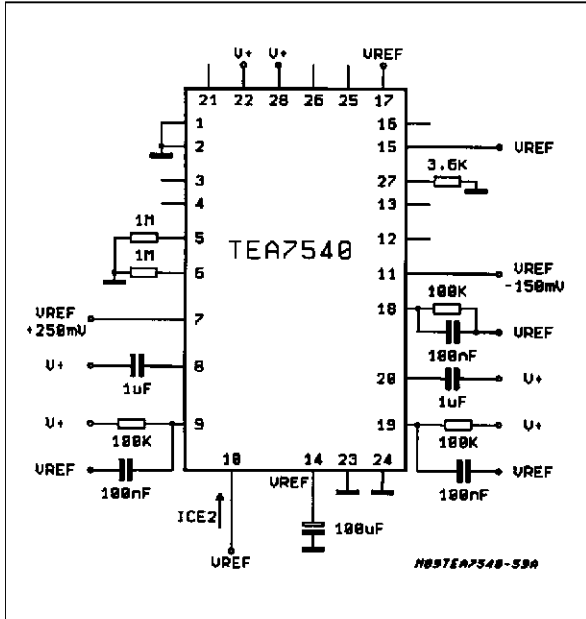 V+ V+ VREF
21 22 28 26 25 17
1 16
2 15 VREF
3.6K
3 27
4 13
1M
5 TEA7540 12
1M
6 11 VREF
-150mV
18 100K
VREF
+250mV
7 VREF
100nF
V+ 8 20 V+
1uF 1uF
V+ 9 19 V+
100K 100K
VREF 10 14 23 24 VREF
100nF VREF 100nF
ICE2
100uF
VREF
M89TEA7540-59A